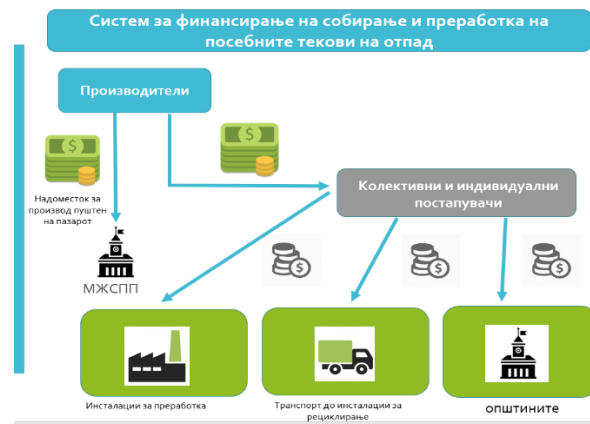 Систем за финансирање на собирање и преработка на
посебните текови на отпад
Производители
Надоместок за
производ пуштен
на пазарот
Колективни и индивидуални
постапувачи
МЖСПП
Инсталации за преработка
Транспорт до инсталации за
рециклирање
општините